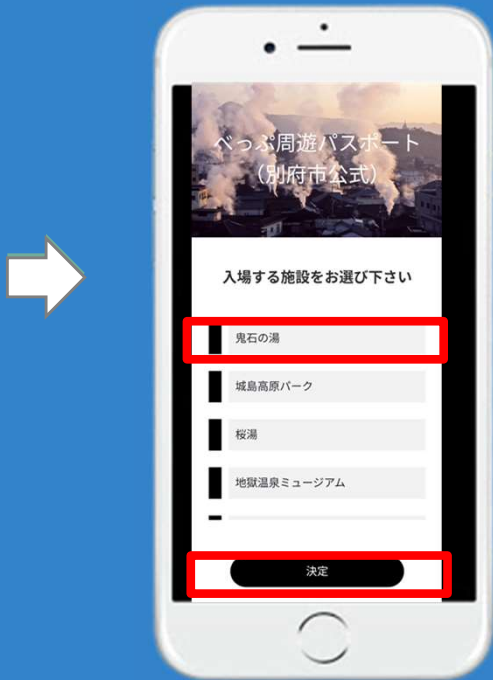 べっぷ周遊パスポート
（別府市公式）
入場する施設をお選び下さい
鬼石の湯
城島高原パーク
桜湯
地獄温泉ミュージアム
決定